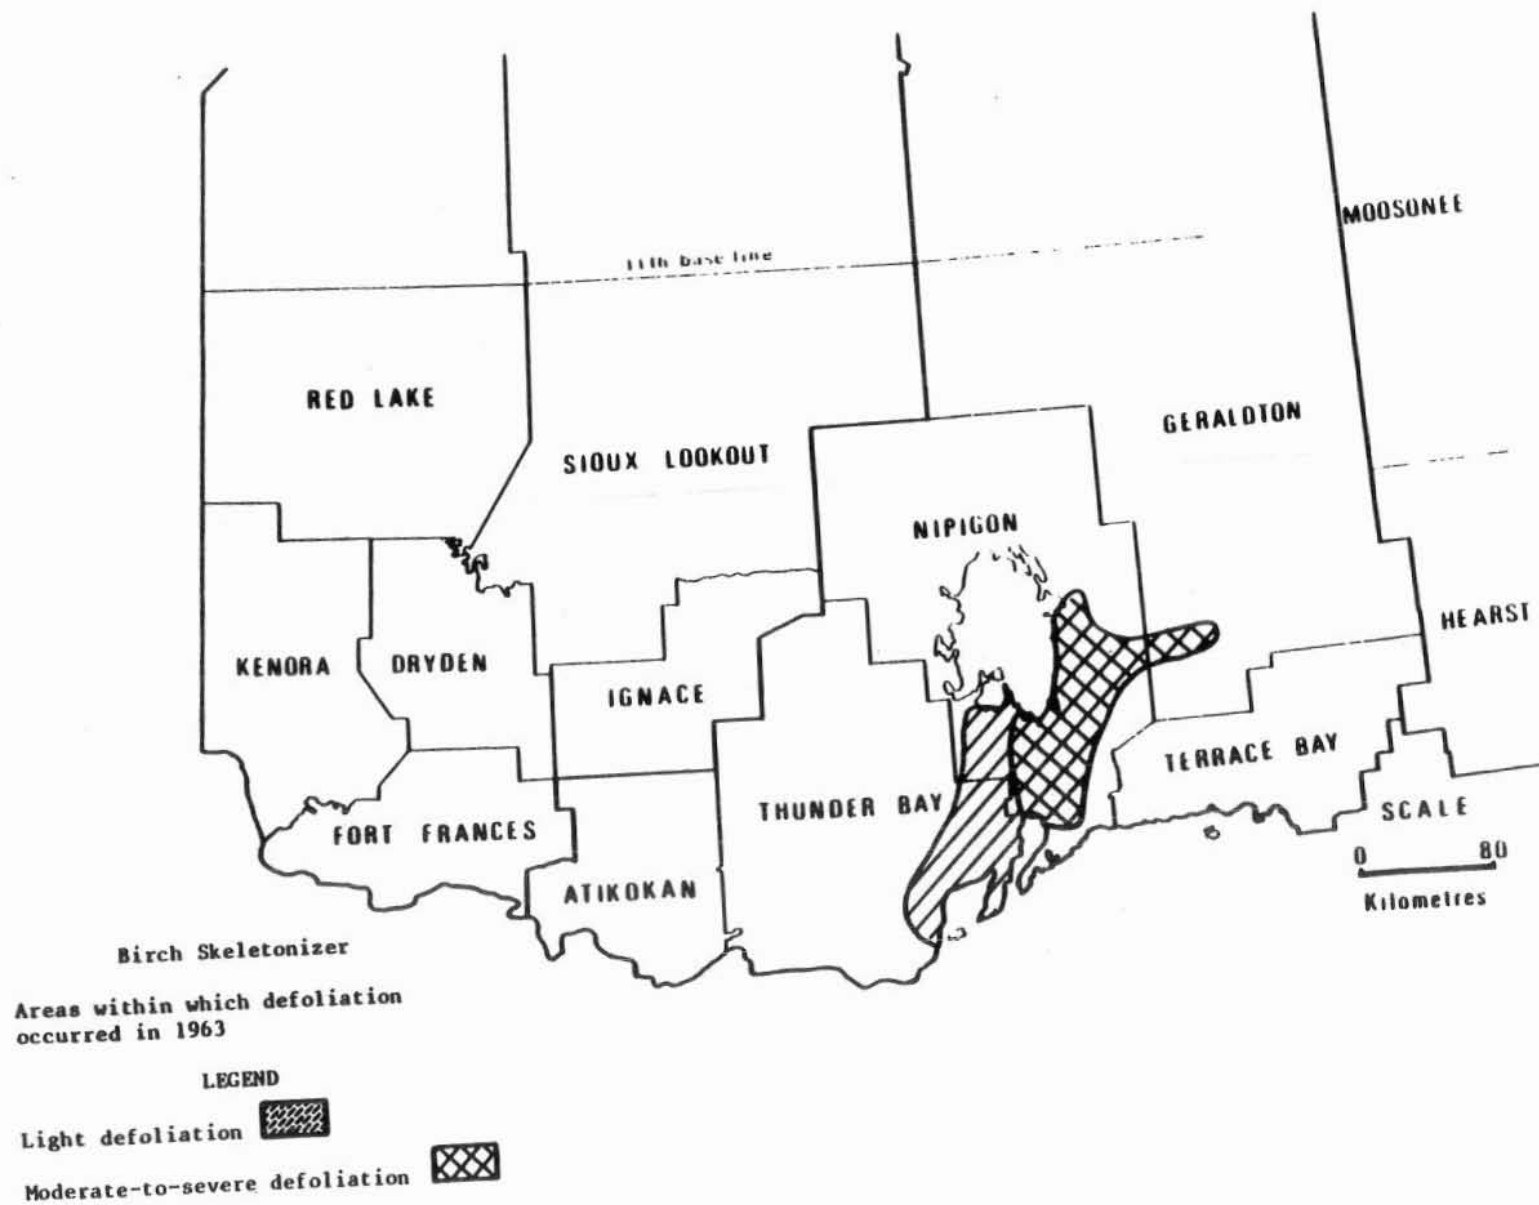 MOOSONEE
11th base line
RED LAKE
GERALDTON
SIOUX LOOKOUT
NIPIGON
HEARST
KENORA
DRYDEN
IGNACE
TERRACE BAY
THUNDER BAY
SCALE
FORT FRANCES
0 80
Kilometres
ATIKOKAN
Birch Skeletonizer
Areas within which defoliation
occurred in 1963
LEGEND
Light defoliation
Moderate-to-severe defoliation